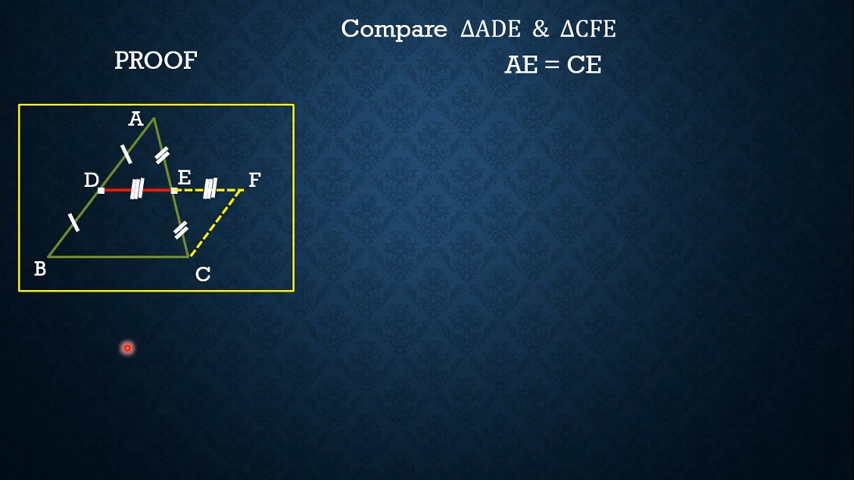 Compare ΔADE & ΔCFE
PROOF
AE = CE
A
D
E
F
B
C